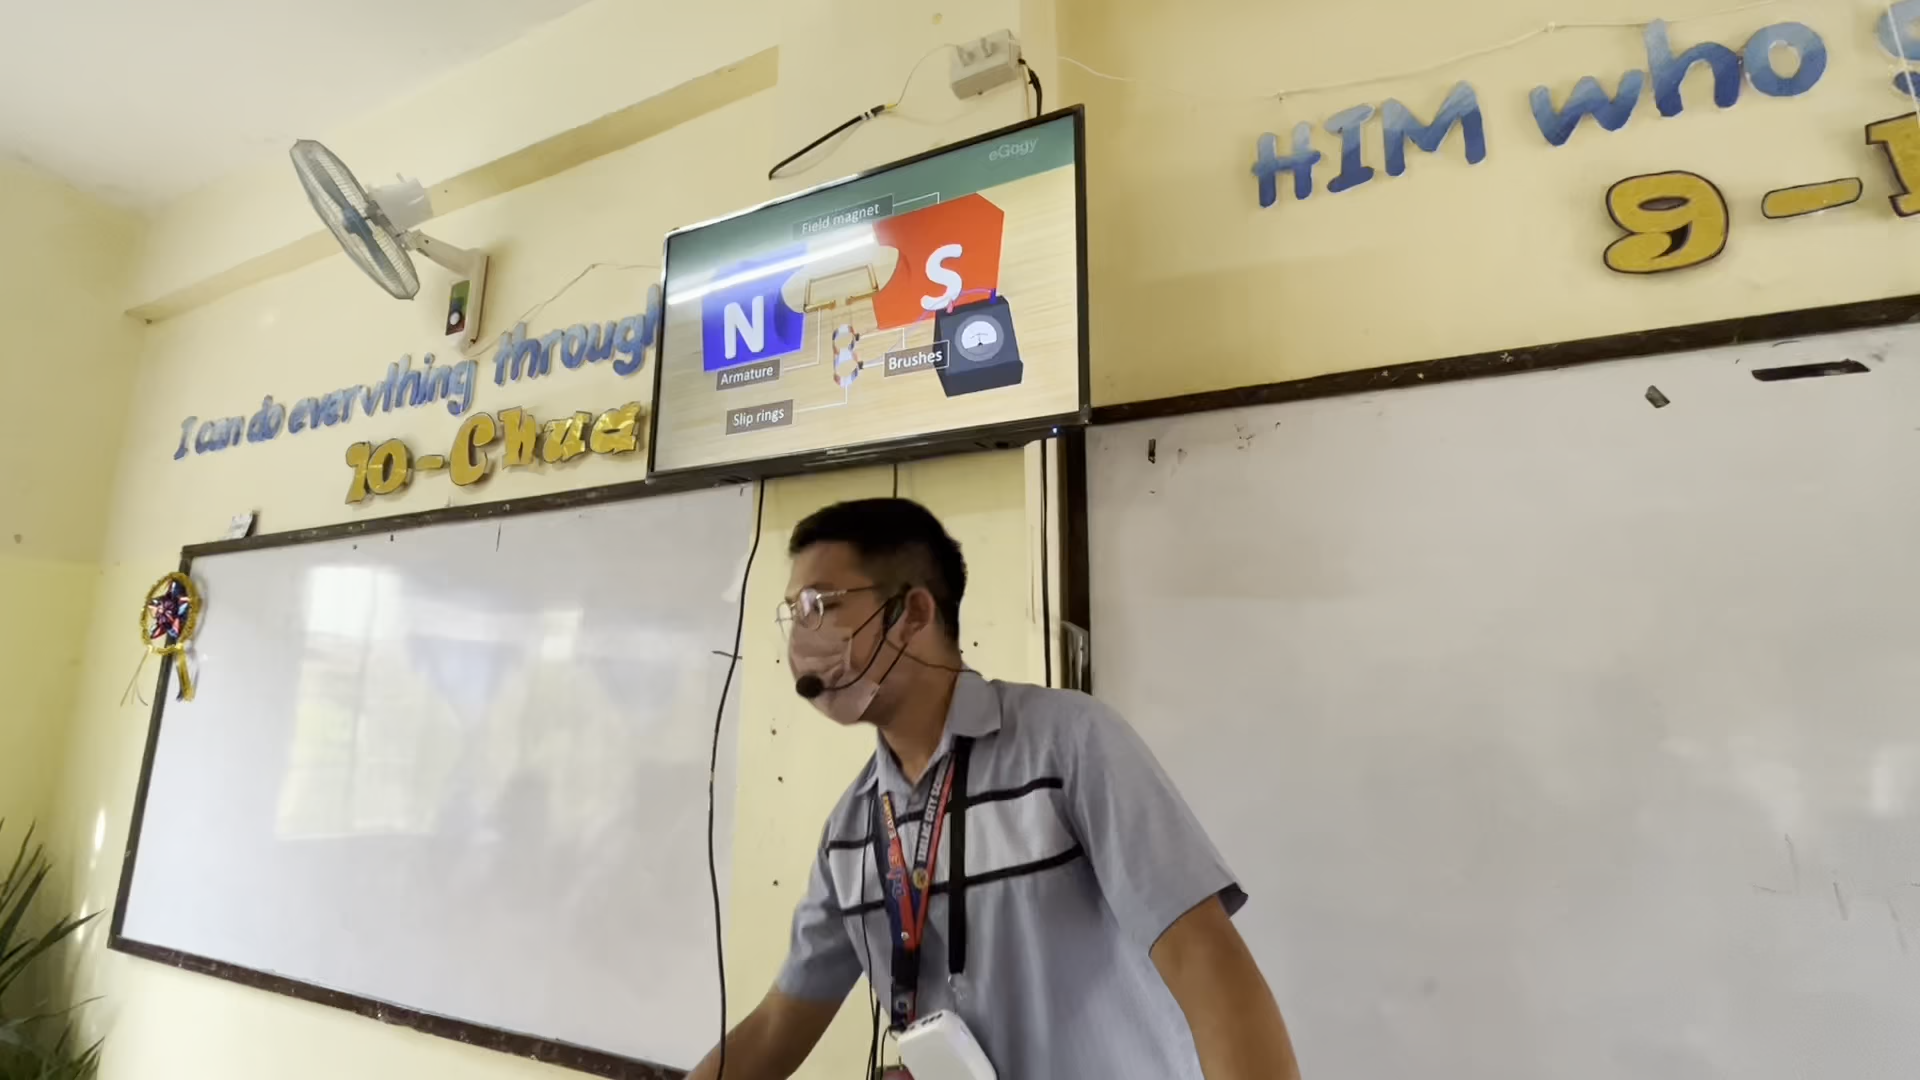 I can do everything through
HIM who
10-Chua
9-
eGogy
Field magnet
N
S
Armature
Brushes
Slip rings